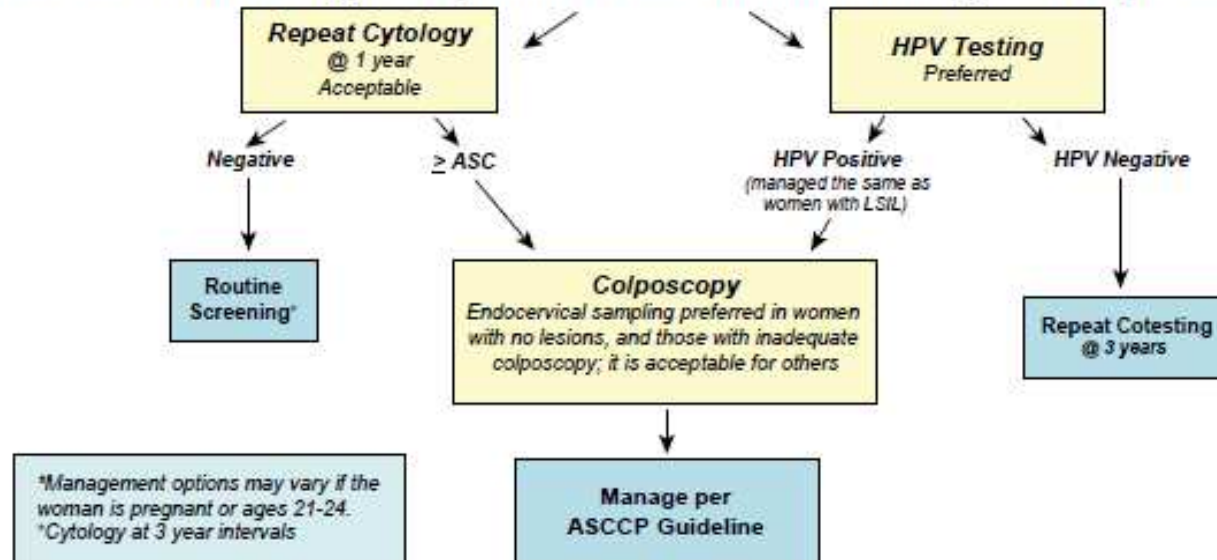 Repeat Cytology
@ 1 year
Acceptable
HPV Testing
Preferred
Negative
≥ ASC
HPV Positive
(managed the same as
women with LSIL)
HPV Negative
Routine
Screening⁺
Colposcopy
Endocervical sampling preferred in women
with no lesions, and those with inadequate
colposcopy; it is acceptable for others
Repeat Cotesting
@ 3 years
*Management options may vary if the
woman is pregnant or ages 21-24.
⁺Cytology at 3 year intervals
Manage per
ASCCP Guideline